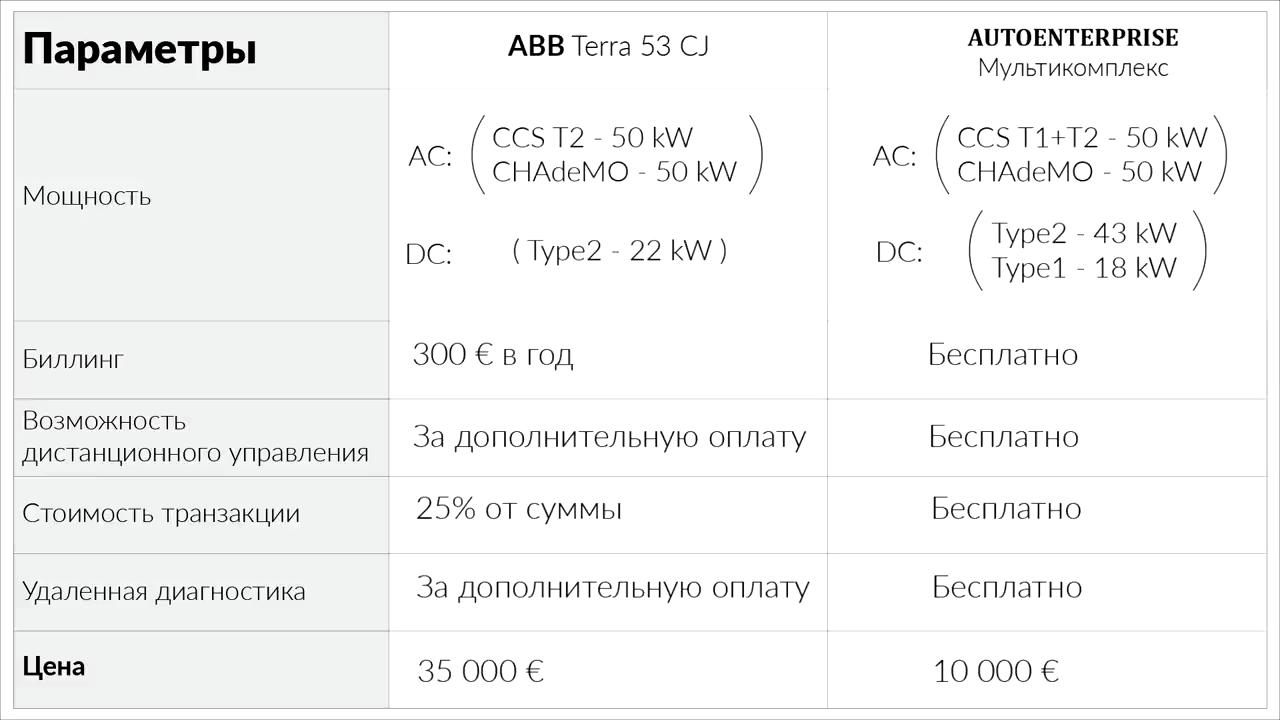 Параметры
ABB Terra 53 CJ
AUTOENTERPRISE
Мультикомплекс
Мощность
AC: ( CCS T2 - 50 kW
CHAdeMO - 50 kW )
DC: ( Type2 - 22 kW )
AC: ( CCS T1+T2 - 50 kW
CHAdeMO - 50 kW )
DC: ( Type2 - 43 kW
Type1 - 18 kW )
Биллинг
300 € в год
Бесплатно
Возможность
дистанционного управления
За дополнительную оплату
Бесплатно
Стоимость транзакции
25% от суммы
Бесплатно
Удаленная диагностика
За дополнительную оплату
Бесплатно
Цена
35 000 €
10 000 €